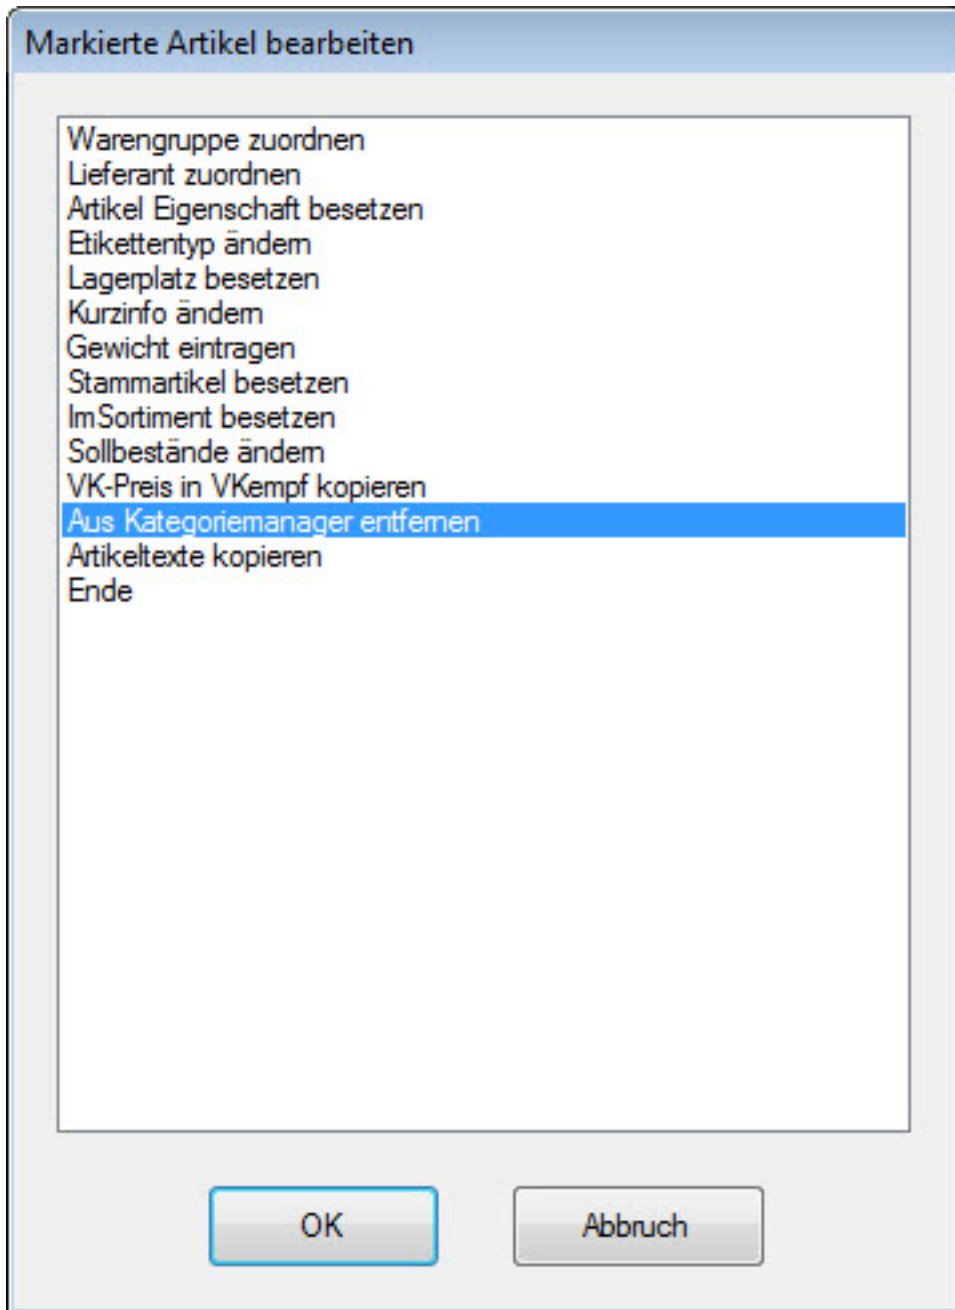 Markierte Artikel bearbeiten
Warengruppe zuordnen
Lieferant zuordnen
Artikel Eigenschaft besetzen
Etikettentyp ändern
Lagerplatz besetzen
Kurzinfo ändern
Gewicht eintragen
Stammartikel besetzen
ImSortiment besetzen
Sollbestände ändern
VK-Preis in VKempf kopieren
Aus Kategoriemanager entfernen
Artikeltexte kopieren
Ende
OK Abbruch